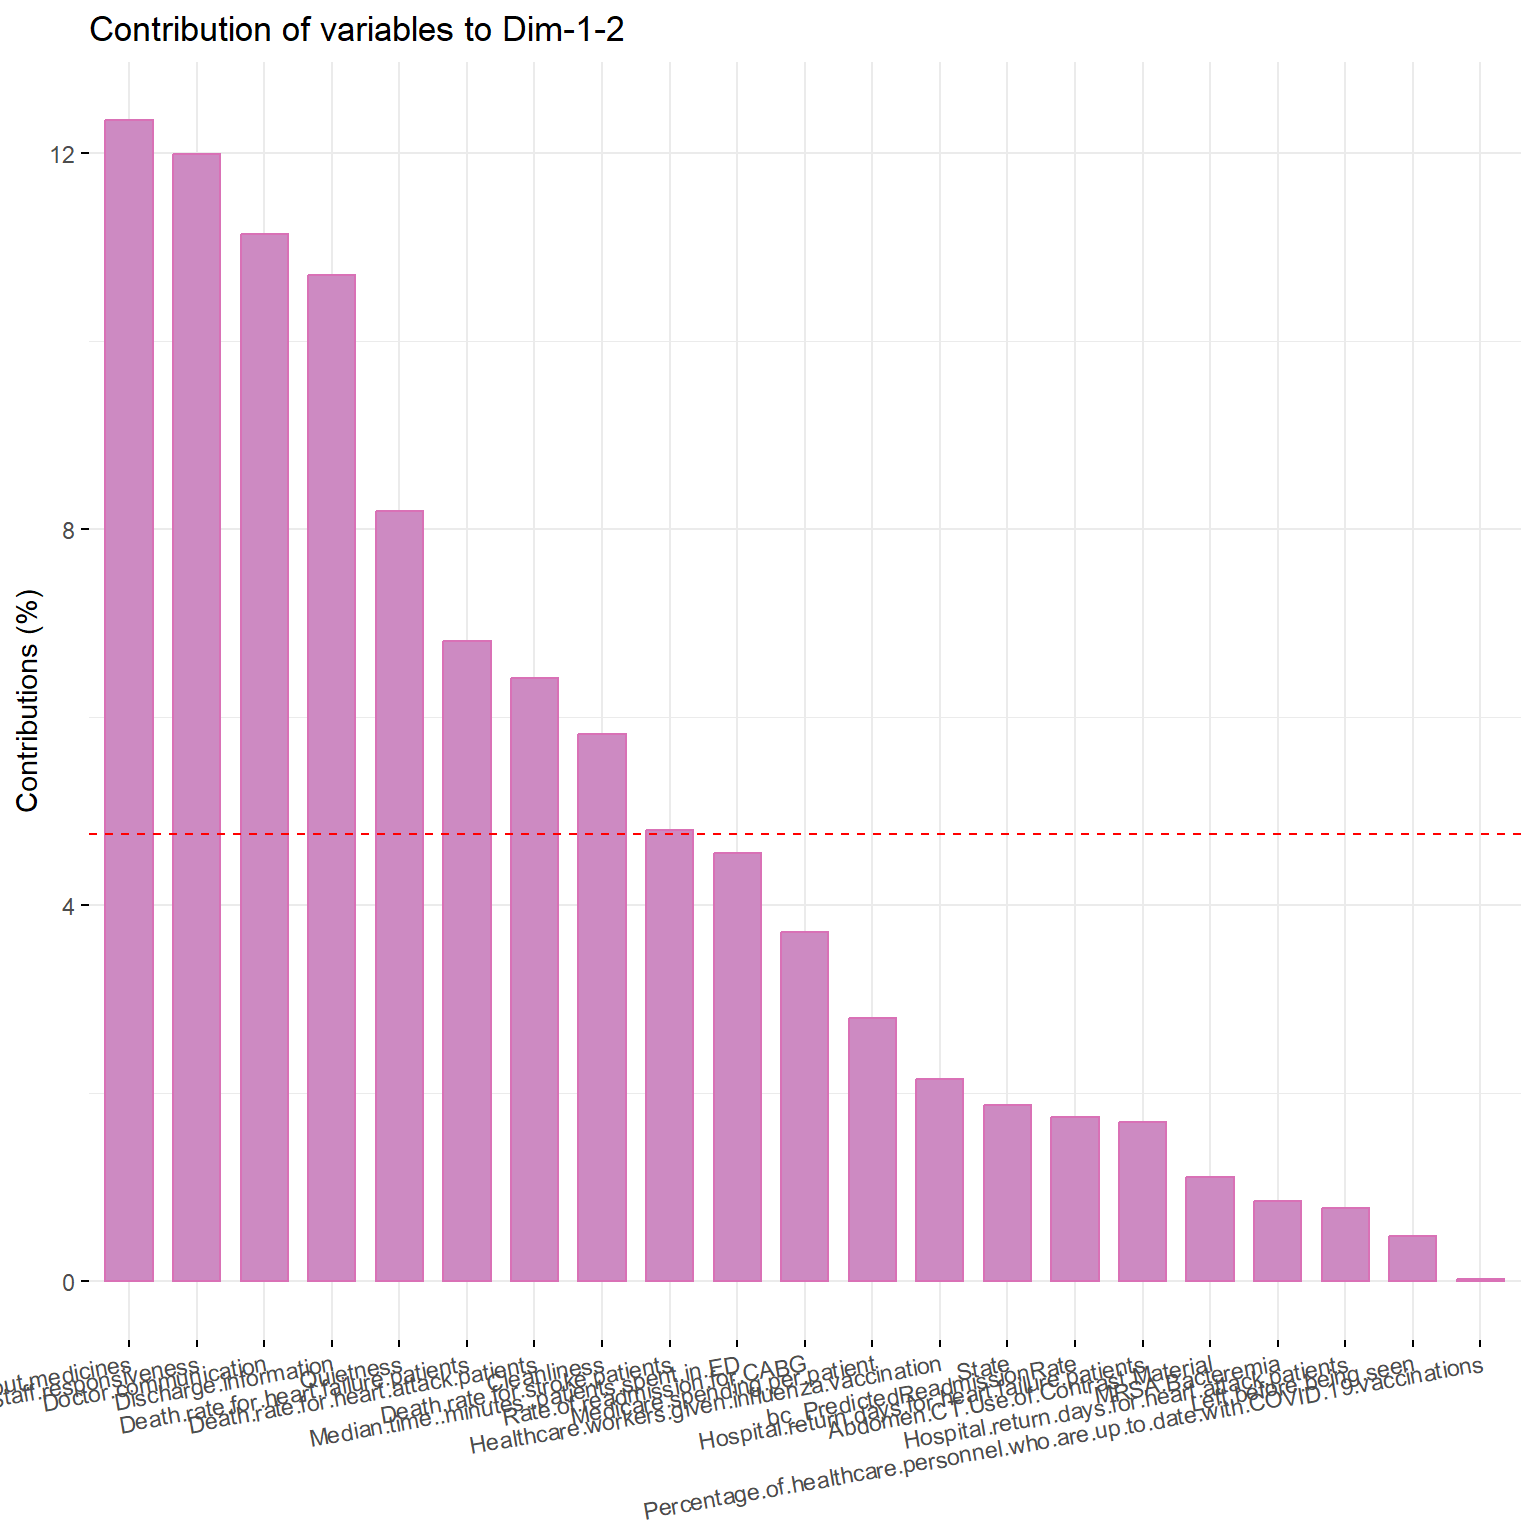 Contribution of variables to Dim-1-2
Contributions (%)
12
8
4
0
out.medicines
staff.responsiveness
Doctor.communication
Discharge.information
Quietness
Death.rate.for.heart.failure.patients
Death.rate.for.heart.attack.patients
Cleanliness
Death.rate.for.stroke.patients
Median.time..minutes..patients.spent.in.ED
Rate.of.readmission.for.CABG
Medicare.spending.per.patient
Healthcare.workers.given.influenza.vaccination
State
bc_PredictedReadmissionRate
Hospital.return.days.for.heart.failure.patients
Abdomen.CT.Use.of.Contrast.Material
MRSA.Bacteremia
Hospital.return.days.for.heart.attack.patients
Left.before.being.seen
Percentage.of.healthcare.personnel.who.are.up.to.date.with.COVID.19.vaccinations